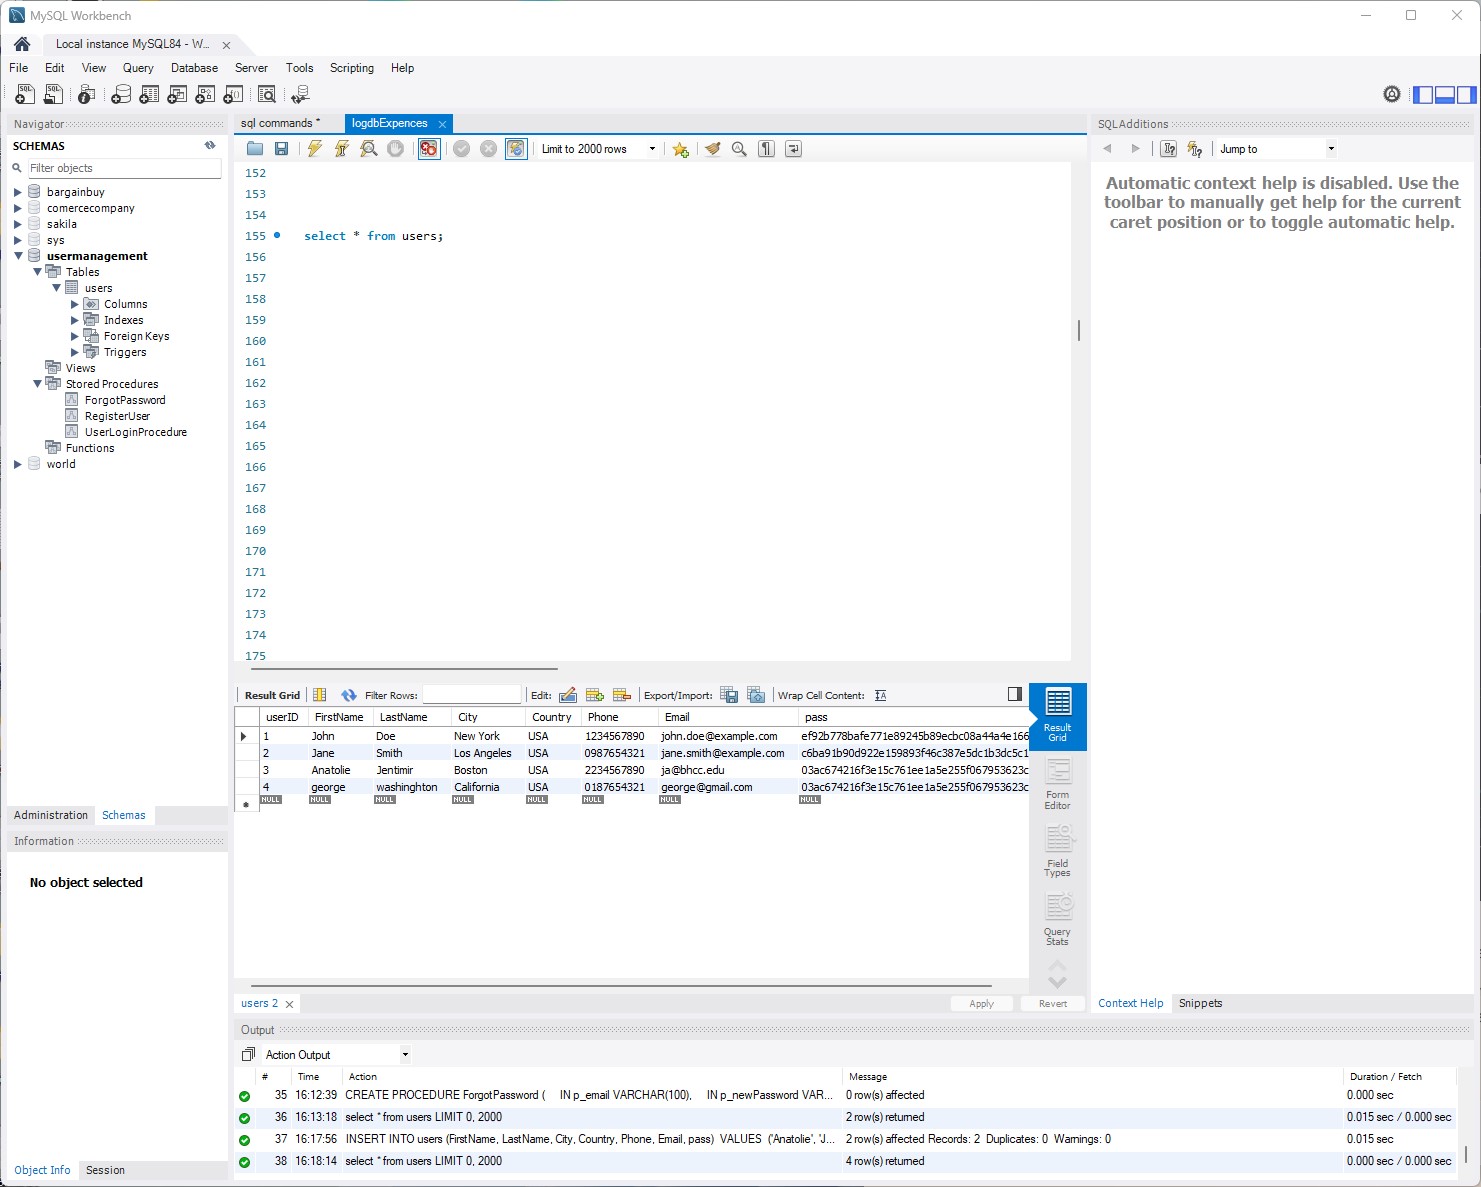 MySQL Workbench
Local instance MySQL84 - W...
File Edit View Query Database Server Tools Scripting Help
Navigator
SCHEMAS
Filter objects
bargainbuy
comercecompany
sakila
sys
usermanagement
Tables
users
Columns
Indexes
Foreign Keys
Triggers
Views
Stored Procedures
ForgotPassword
RegisterUser
UserLoginProcedure
Functions
world
Administration Schemas
Information
No object selected
Object Info Session
sql commands * logdbExpences
Limit to 2000 rows
152
153
154
155 select * from users;
156
157
158
159
160
161
162
163
164
165
166
167
168
169
170
171
172
173
174
175
Result Grid Filter Rows: Edit: Export/Import: Wrap Cell Content:
userID FirstName LastName City Country Phone Email pass
1 John Doe New York USA 1234567890 john.doe@example.com ef92b778bafe771e89245b89ecbc08a44a4e166
2 Jane Smith Los Angeles USA 0987654321 jane.smith@example.com c6ba91b90d922e159893f46c387e5dc1b3dc5c1
3 Anatolie Jentimir Boston USA 2234567890 ja@bhcc.edu 03ac674216f3e15c761ee1a5e255f067953623c
4 george washinghton California USA 0187654321 george@gmail.com 03ac674216f3e15c761ee1a5e255f067953623c
NULL NULL NULL NULL NULL NULL NULL NULL
Result
Grid
Form
Editor
Field
Types
Query
Stats
users 2 Apply Revert
SQLAdditions
Jump to
Automatic context help is disabled. Use the
toolbar to manually get help for the current
caret position or to toggle automatic help.
Context Help Snippets
Output
Action Output
# Time Action Message Duration / Fetch
35 16:12:39 CREATE PROCEDURE ForgotPassword ( IN p_email VARCHAR(100), IN p_newPassword VAR... 0 row(s) affected 0.000 sec
36 16:13:18 select * from users LIMIT 0, 2000 2 row(s) returned 0.015 sec / 0.000 sec
37 16:17:56 INSERT INTO users (FirstName, LastName, City, Country, Phone, Email, pass) VALUES ('Anatolie', 'J... 2 row(s) affected Records: 2 Duplicates: 0 Warnings: 0 0.015 sec
38 16:18:14 select * from users LIMIT 0, 2000 4 row(s) returned 0.000 sec / 0.000 sec